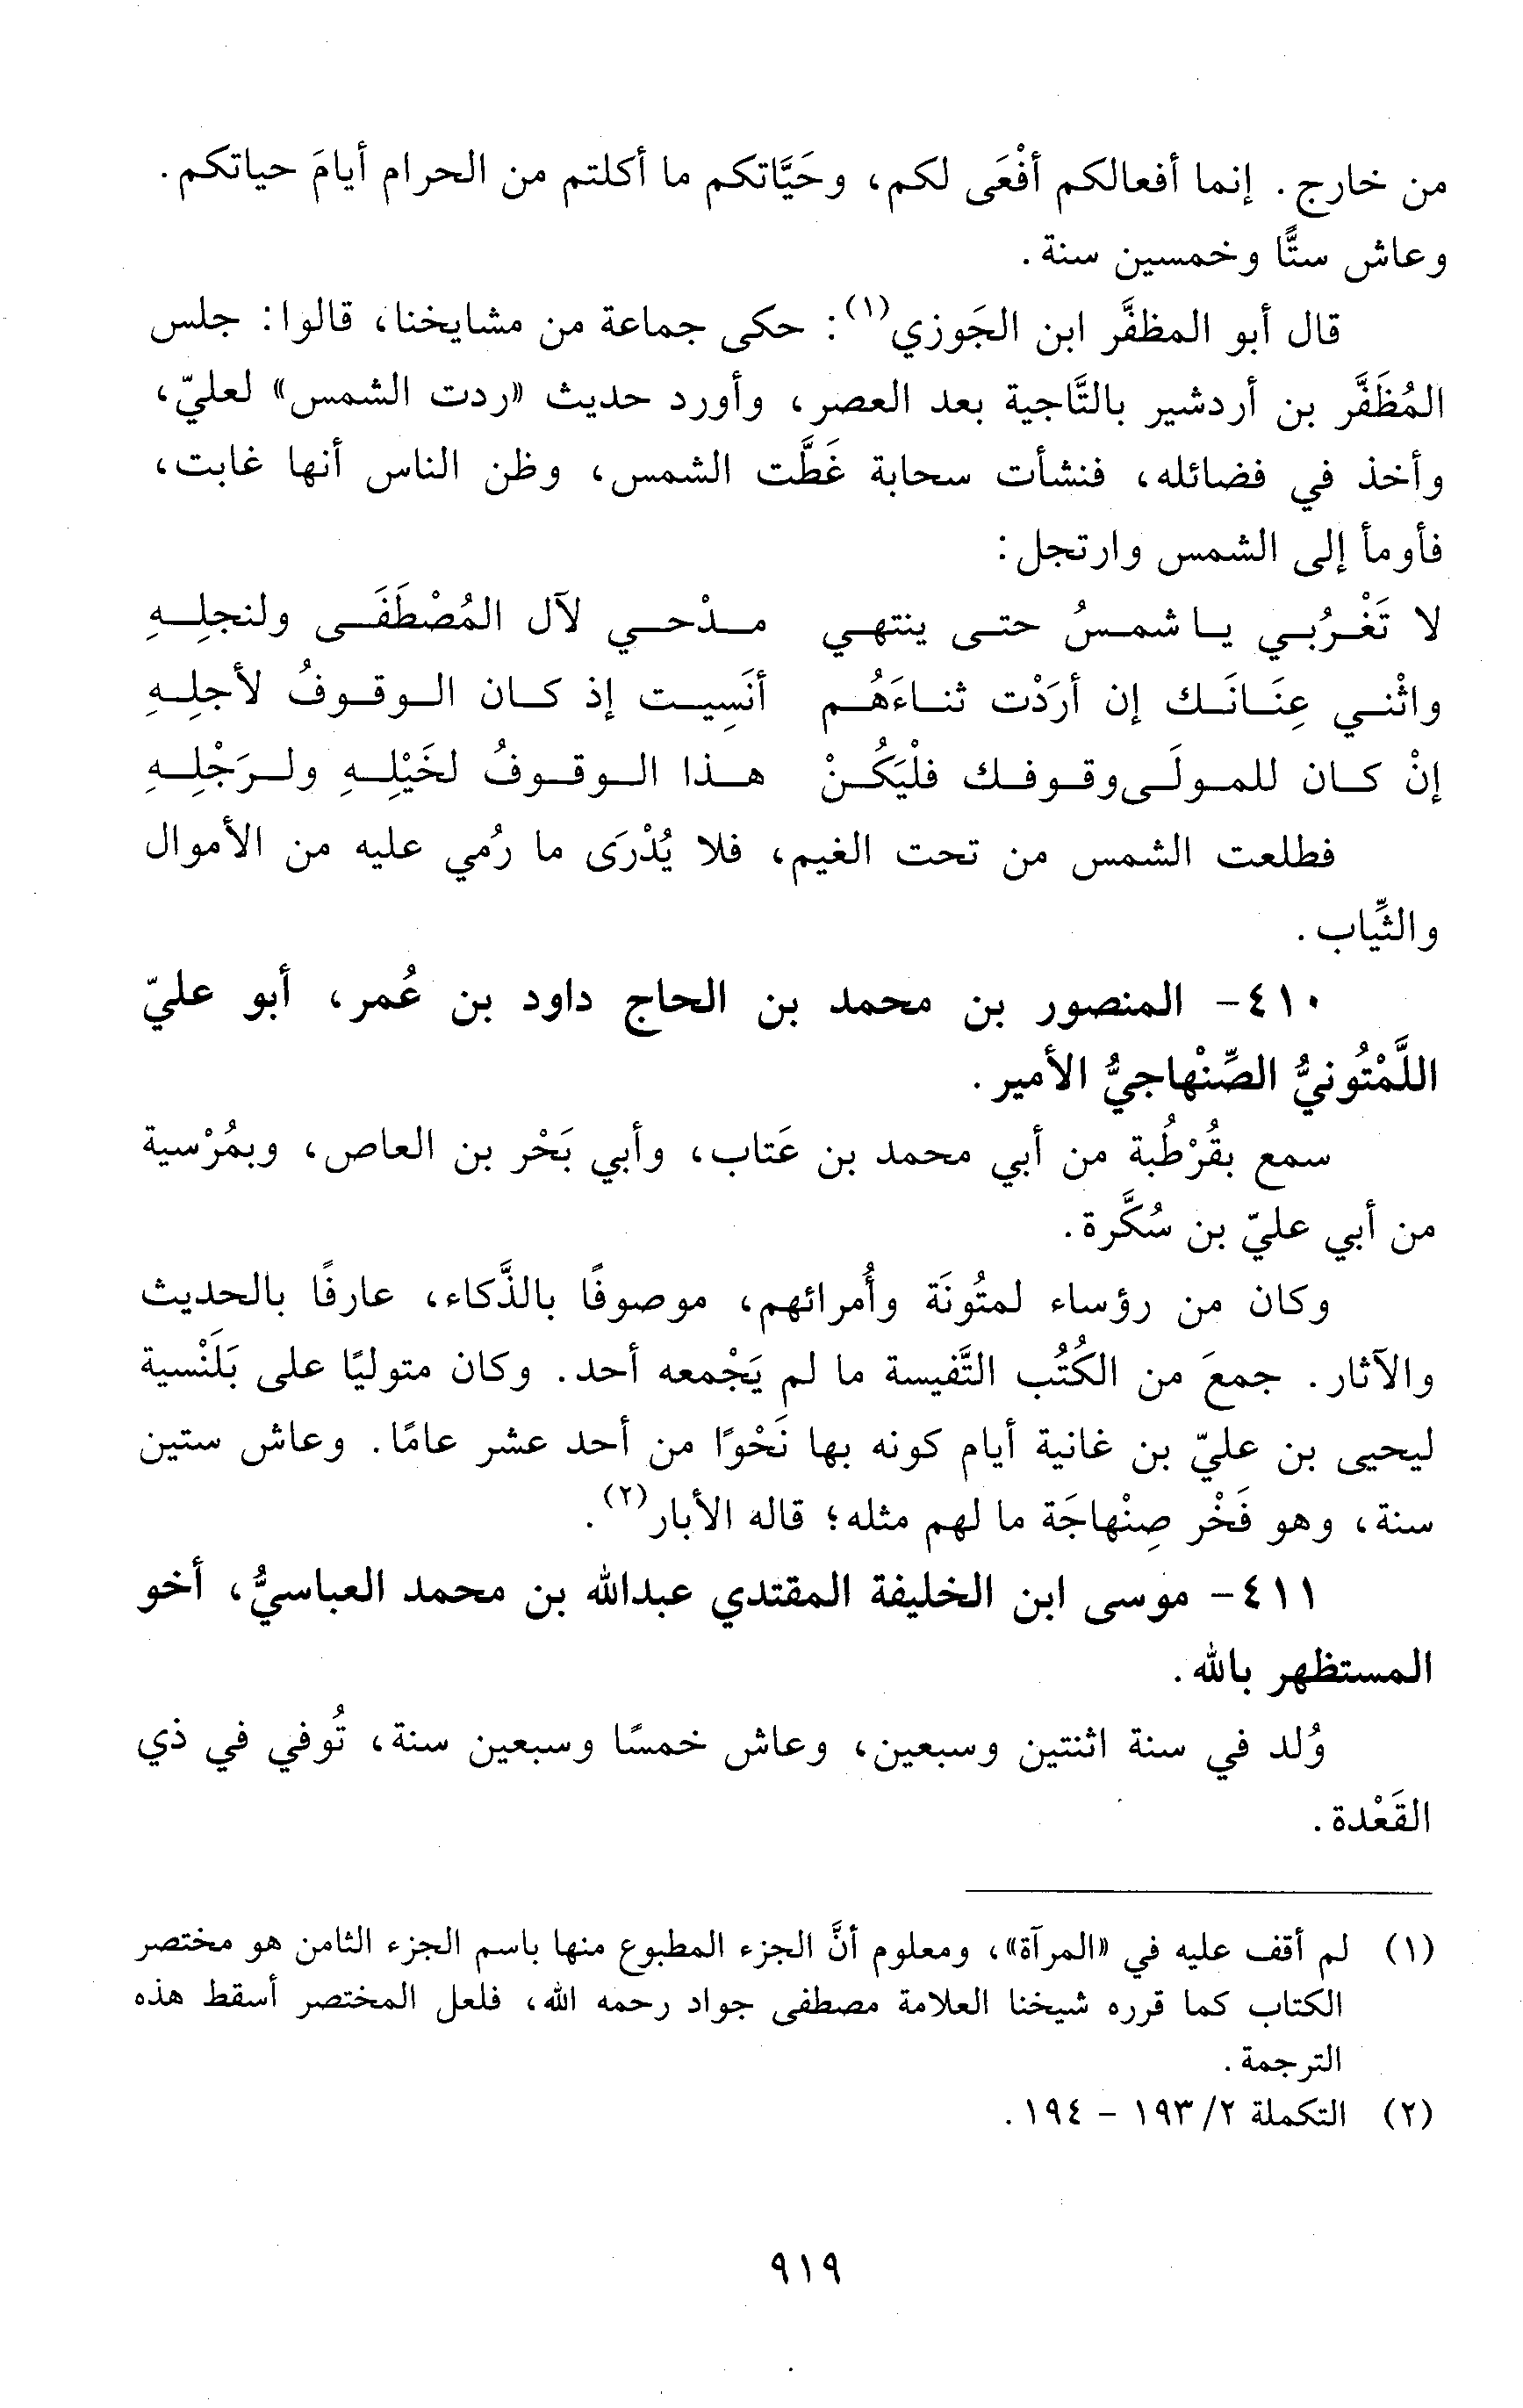 من خارج. إنما أفعالكم أفْعَى لكم، وحَيَّاتكم ما أكلتم من الحرام أيامَ حياتكم.
وعاش ستًّا وخمسين سنة.
قال أبو المظفَّر ابن الجَوزي(١): حكى جماعة من مشايخنا، قالوا: جلس
المُظَفَّر بن أردشير بالتَّاجية بعد العصر، وأورد حديث «ردت الشمس» لعليّ،
وأخذ في فضائله، فنشأت سحابة غَطَّت الشمس، وظن الناس أنها غابت،
فأومأ إلى الشمس وارتجل:
لا تَغْرُبي يا شمسُ حتى ينتهي مدْحي لآل المُصْطَفَى ولنجلِهِ
واثْني عِنَانَك إن أرَدْت ثناءَهُم أنَسِيت إذ كان الوقوفُ لأجلِهِ
إنْ كان للمولَى وقوفك فلْيَكُنْ هذا الوقوفُ لخَيْلِهِ ولرَجْلِهِ
فطلعت الشمس من تحت الغيم، فلا يُدْرَى ما رُمي عليه من الأموال
والثِّياب.
٤١٠- المنصور بن محمد بن الحاج داود بن عُمر، أبو عليّ
اللَّمْتُونيُّ الصِّنْهاجيُّ الأمير.
سمع بقُرْطُبة من أبي محمد بن عَتاب، وأبي بَحْر بن العاص، وبمُرْسية
من أبي عليّ بن سُكَّرة.
وكان من رؤساء لمتُونَة وأُمرائهم، موصوفًا بالذَّكاء، عارفًا بالحديث
والآثار. جمعَ من الكُتُب النَّفيسة ما لم يَجْمعه أحد. وكان متوليًا على بَلَنْسية
ليحيى بن عليّ بن غانية أيام كونه بها نَحْوًا من أحد عشر عامًا. وعاش ستين
سنة، وهو فَخْر صِنْهاجَة ما لهم مثله؛ قاله الأبار(٢).
٤١١- موسى ابن الخليفة المقتدي عبدالله بن محمد العباسيُّ، أخو
المستظهر بالله.
وُلد في سنة اثنتين وسبعين، وعاش خمسًا وسبعين سنة، تُوفي في ذي
القَعْدة.
(١) لم أقف عليه في «المرآة»، ومعلوم أنَّ الجزء المطبوع منها باسم الجزء الثامن هو مختصر
الكتاب كما قرره شيخنا العلامة مصطفى جواد رحمه الله، فلعل المختصر أسقط هذه
الترجمة.
(٢) التكملة ٢/ ١٩٣ - ١٩٤.
٩١٩